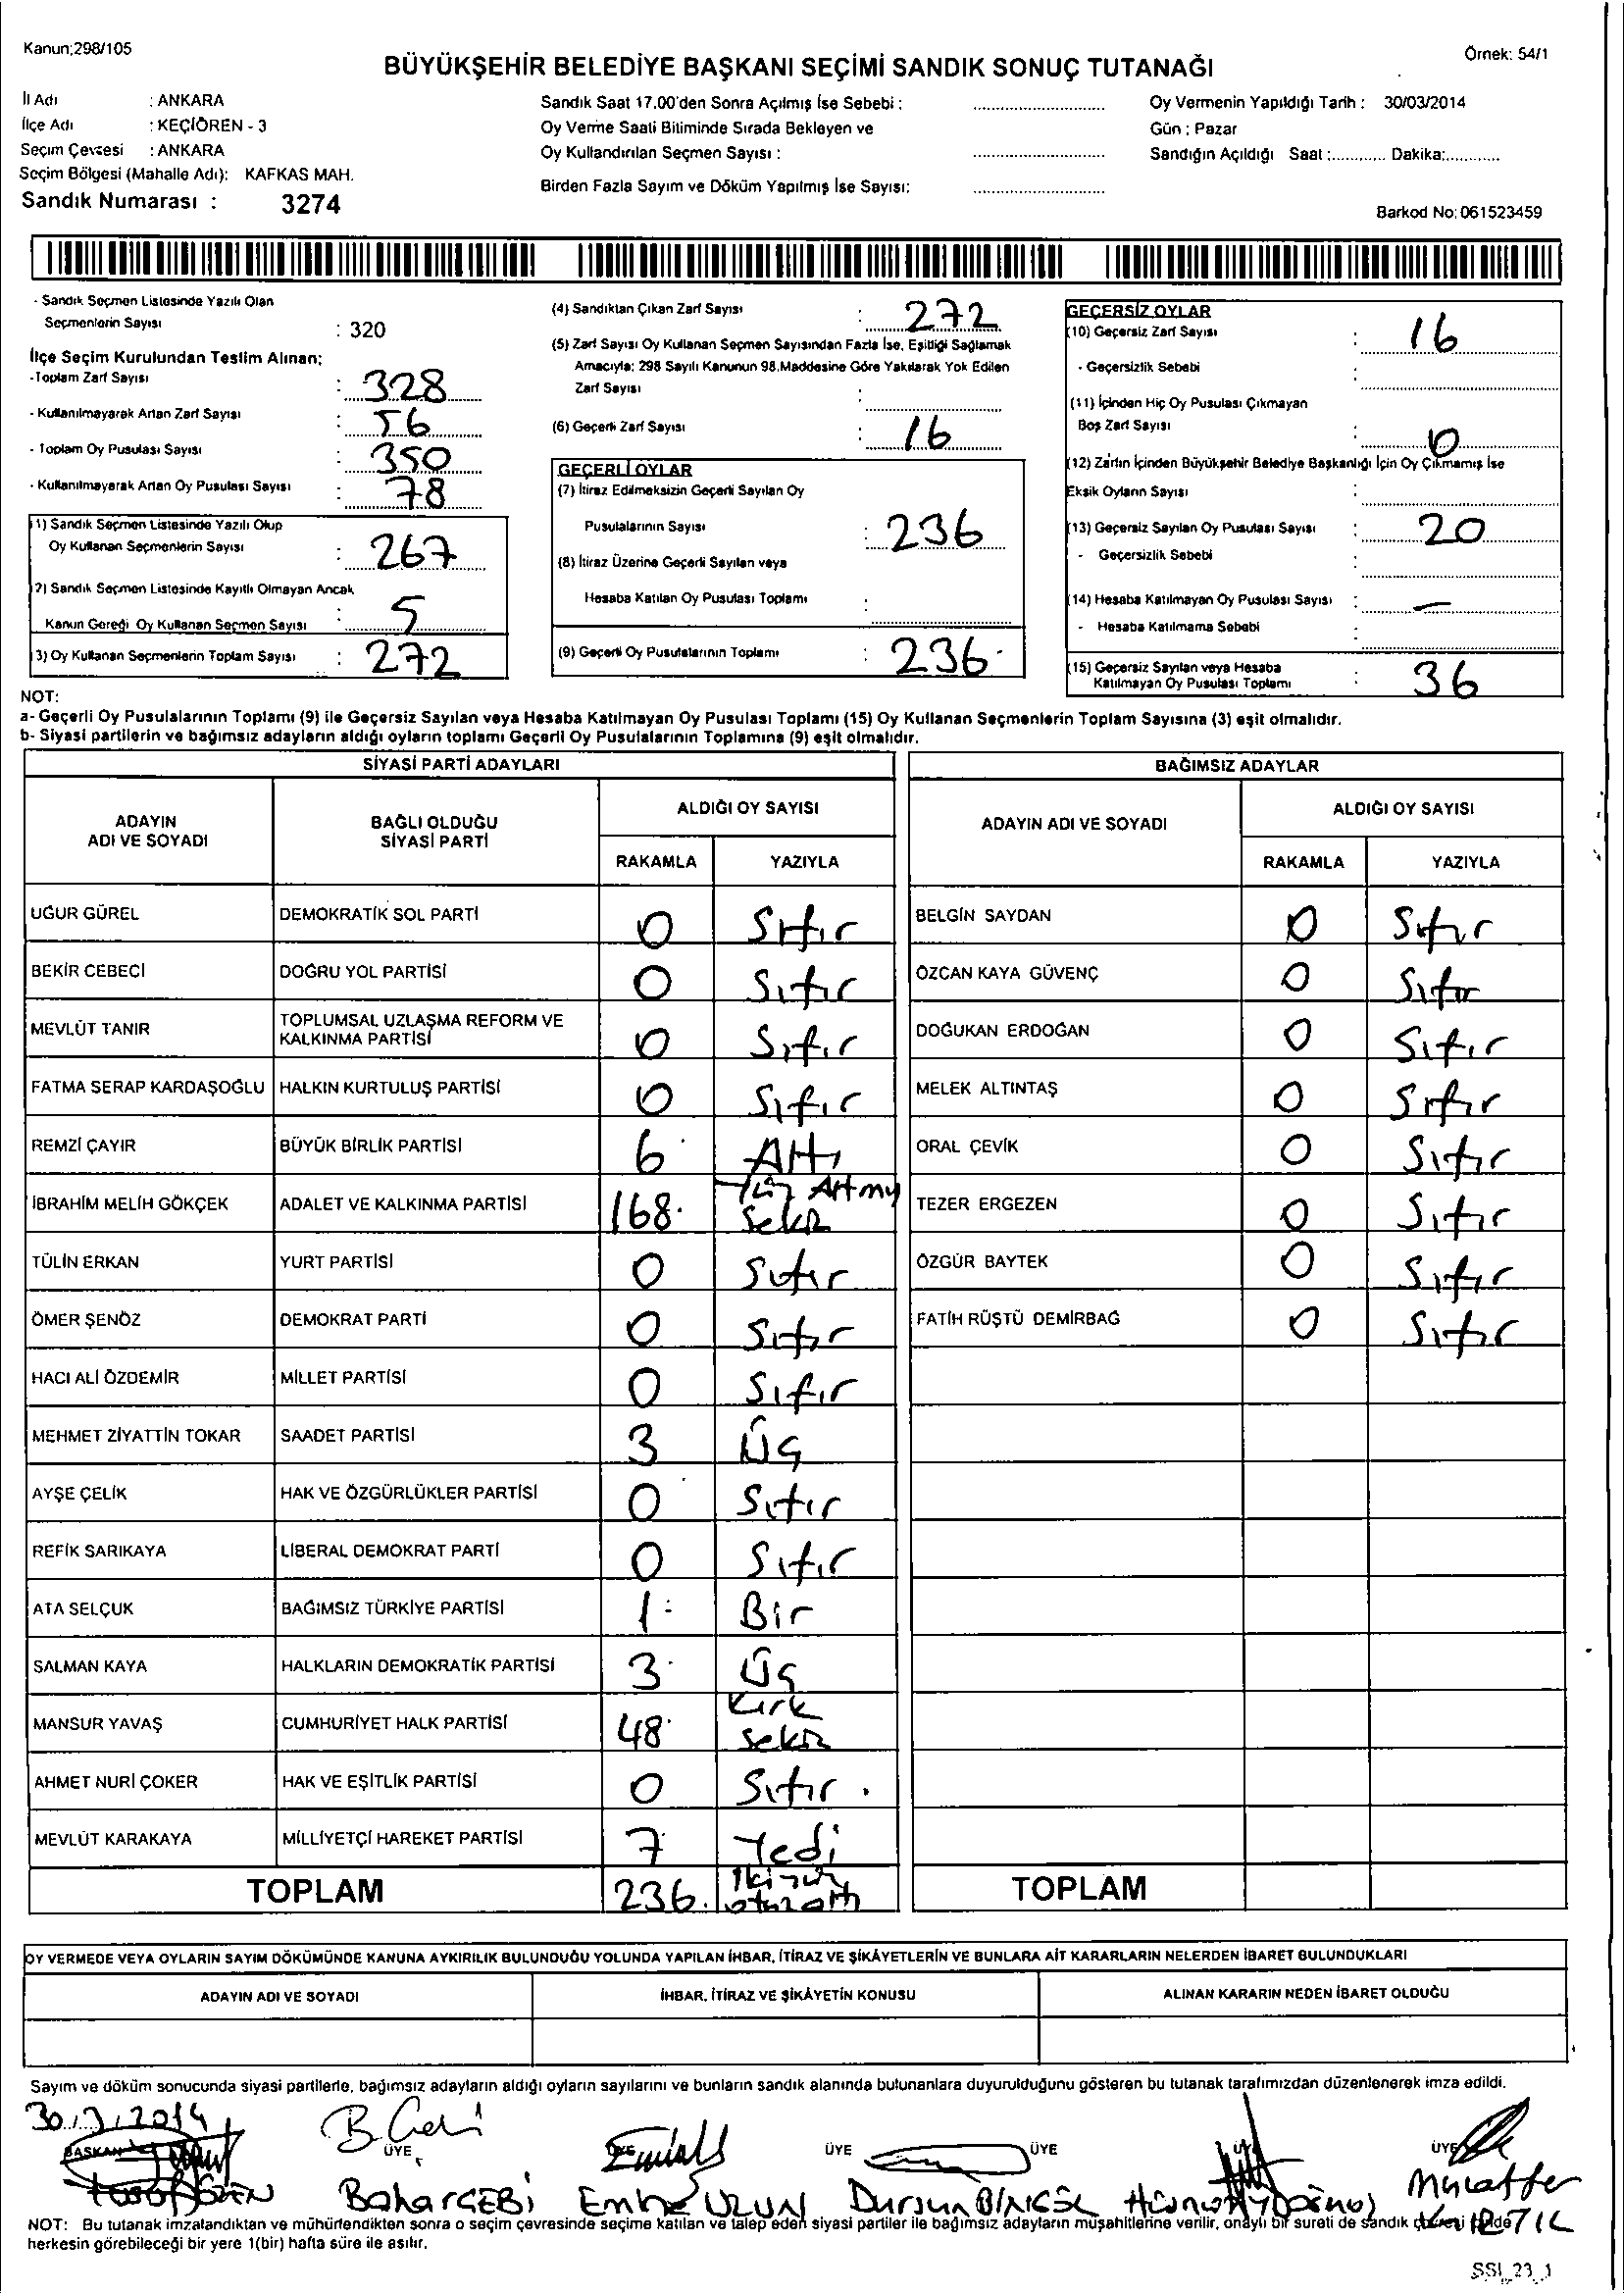 Kanun;298/105
Örnek: 54/1
BÜYÜKŞEHİR BELEDİYE BAŞKANI SEÇİMİ SANDIK SONUÇ TUTANAĞI
İl Adı : ANKARA
İlçe Adı : KEÇİÖREN - 3
Seçim Çevresi : ANKARA
Seçim Bölgesi (Mahalle Adı): KAFKAS MAH.
Sandık Numarası : 3274
Sandık Saat 17.00'den Sonra Açılmış İse Sebebi :
Oy Verme Saati Bitiminde Sırada Bekleyen ve
Oy Kullandırılan Seçmen Sayısı :
Birden Fazla Sayım ve Döküm Yapılmış İse Sayısı:
Oy Vermenin Yapıldığı Tarih : 30/03/2014
Gün : Pazar
Sandığın Açıldığı Saat :............ Dakika:............
Barkod No: 061523459
- Sandık Seçmen Listesinde Yazılı Olan
Seçmenlerin Sayısı : 320
İlçe Seçim Kurulundan Teslim Alınan;
-Toplam Zarf Sayısı : 328
- Kullanılmayarak Artan Zarf Sayısı : 56
- Toplam Oy Pusulası Sayısı : 350
- Kullanılmayarak Artan Oy Pusulası Sayısı : 78
1) Sandık Seçmen Listesinde Yazılı Olup
Oy Kullanan Seçmenlerin Sayısı : 267
2) Sandık Seçmen Listesinde Kayıtlı Olmayan Ancak
Kanun Gereği Oy Kullanan Seçmen Sayısı : 5
3) Oy Kullanan Seçmenlerin Toplam Sayısı : 272
(4) Sandıktan Çıkan Zarf Sayısı : 272
(5) Zarf Sayısı Oy Kullanan Seçmen Sayısından Fazla İse, Eşitliği Sağlamak
Amacıyla; 298 Sayılı Kanunun 98.Maddesine Göre Yakılarak Yok Edilen
Zarf Sayısı :
(6) Geçerli Zarf Sayısı : 16
GEÇERLİ OYLAR
(7) İtiraz Edilmeksizin Geçerli Sayılan Oy
Pusulalarının Sayısı : 236
(8) İtiraz Üzerine Geçerli Sayılan veya
Hesaba Katılan Oy Pusulası Toplamı :
(9) Geçerli Oy Pusulalarının Toplamı : 236
GEÇERSİZ OYLAR
(10) Geçersiz Zarf Sayısı : 16
- Geçersizlik Sebebi :
(11) İçinden Hiç Oy Pusulası Çıkmayan
Boş Zarf Sayısı : 0
(12) Zarfın İçinden Büyükşehir Belediye Başkanlığı İçin Oy Çıkmamış İse
Eksik Oyların Sayısı :
(13) Geçersiz Sayılan Oy Pusulası Sayısı : 20
- Geçersizlik Sebebi :
(14) Hesaba Katılmayan Oy Pusulası Sayısı : —
- Hesaba Katılmama Sebebi :
(15) Geçersiz Sayılan veya Hesaba
Katılmayan Oy Pusulası Toplamı : 36
NOT:
a- Geçerli Oy Pusulalarının Toplamı (9) ile Geçersiz Sayılan veya Hesaba Katılmayan Oy Pusulası Toplamı (15) Oy Kullanan Seçmenlerin Toplam Sayısına (3) eşit olmalıdır.
b- Siyasi partilerin ve bağımsız adayların aldığı oyların toplamı Geçerli Oy Pusulalarının Toplamına (9) eşit olmalıdır.
SİYASİ PARTİ ADAYLARI
ADAYIN ADI VE SOYADI BAĞLI OLDUĞU SİYASİ PARTİ ALDIĞI OY SAYISI
RAKAMLA YAZIYLA
UĞUR GÜREL DEMOKRATİK SOL PARTİ 0 Sıfır
BEKİR CEBECİ DOĞRU YOL PARTİSİ 0 Sıfır
MEVLÜT TANIR TOPLUMSAL UZLAŞMA REFORM VE KALKINMA PARTİSİ 0 Sıfır
FATMA SERAP KARDAŞOĞLU HALKIN KURTULUŞ PARTİSİ 0 Sıfır
REMZİ ÇAYIR BÜYÜK BİRLİK PARTİSİ 6 Altı
İBRAHİM MELİH GÖKÇEK ADALET VE KALKINMA PARTİSİ 168 Yüz Altmış Sekiz
TÜLİN ERKAN YURT PARTİSİ 0 Sıfır
ÖMER ŞENÖZ DEMOKRAT PARTİ 0 Sıfır
HACI ALİ ÖZDEMİR MİLLET PARTİSİ 0 Sıfır
MEHMET ZİYATTİN TOKAR SAADET PARTİSİ 3 Üç
AYŞE ÇELİK HAK VE ÖZGÜRLÜKLER PARTİSİ 0 Sıfır
REFİK SARIKAYA LİBERAL DEMOKRAT PARTİ 0 Sıfır
ATA SELÇUK BAĞIMSIZ TÜRKİYE PARTİSİ 1 Bir
SALMAN KAYA HALKLARIN DEMOKRATİK PARTİSİ 3 Üç
MANSUR YAVAŞ CUMHURİYET HALK PARTİSİ 48 Kırk Sekiz
AHMET NURİ ÇOKER HAK VE EŞİTLİK PARTİSİ 0 Sıfır
MEVLÜT KARAKAYA MİLLİYETÇİ HAREKET PARTİSİ 7 Yedi
TOPLAM 236 İkiyüz otuz altı
BAĞIMSIZ ADAYLAR
ADAYIN ADI VE SOYADI ALDIĞI OY SAYISI
RAKAMLA YAZIYLA
BELGİN SAYDAN 0 Sıfır
ÖZCAN KAYA GÜVENÇ 0 Sıfır
DOĞUKAN ERDOĞAN 0 Sıfır
MELEK ALTINTAŞ 0 Sıfır
ORAL ÇEVİK 0 Sıfır
TEZER ERGEZEN 0 Sıfır
ÖZGÜR BAYTEK 0 Sıfır
FATİH RÜŞTÜ DEMİRBAĞ 0 Sıfır
TOPLAM
OY VERMEDE VEYA OYLARIN SAYIM DÖKÜMÜNDE KANUNA AYKIRILIK BULUNDUĞU YOLUNDA YAPILAN İHBAR, İTİRAZ VE ŞİKÂYETLERİN VE BUNLARA AİT KARARLARIN NELERDEN İBARET BULUNDUKLARI
ADAYIN ADI VE SOYADI İHBAR, İTİRAZ VE ŞİKÂYETİN KONUSU ALINAN KARARIN NEDEN İBARET OLDUĞU
Sayım ve döküm sonucunda siyasi partilerle, bağımsız adayların aldığı oyların sayılarını ve bunların sandık alanında bulunanlara duyurulduğunu gösteren bu tutanak tarafımızdan düzenlenerek imza edildi.
30.3.2014
BAŞKAN ÜYE ÜYE ÜYE ÜYE ÜYE
Bahar CEBİ Emine UZUN Dursun BİNGÖL Muzaffer
NOT: Bu tutanak imzalandıktan ve mühürlendikten sonra o seçim çevresinde seçime katılan ve talep eden siyasi partiler ile bağımsız adayların müşahitlerine verilir, onaylı bir sureti de sandık çevresi içinde
herkesin görebileceği bir yere 1(bir) hafta süre ile asılır.
SSI_23_1